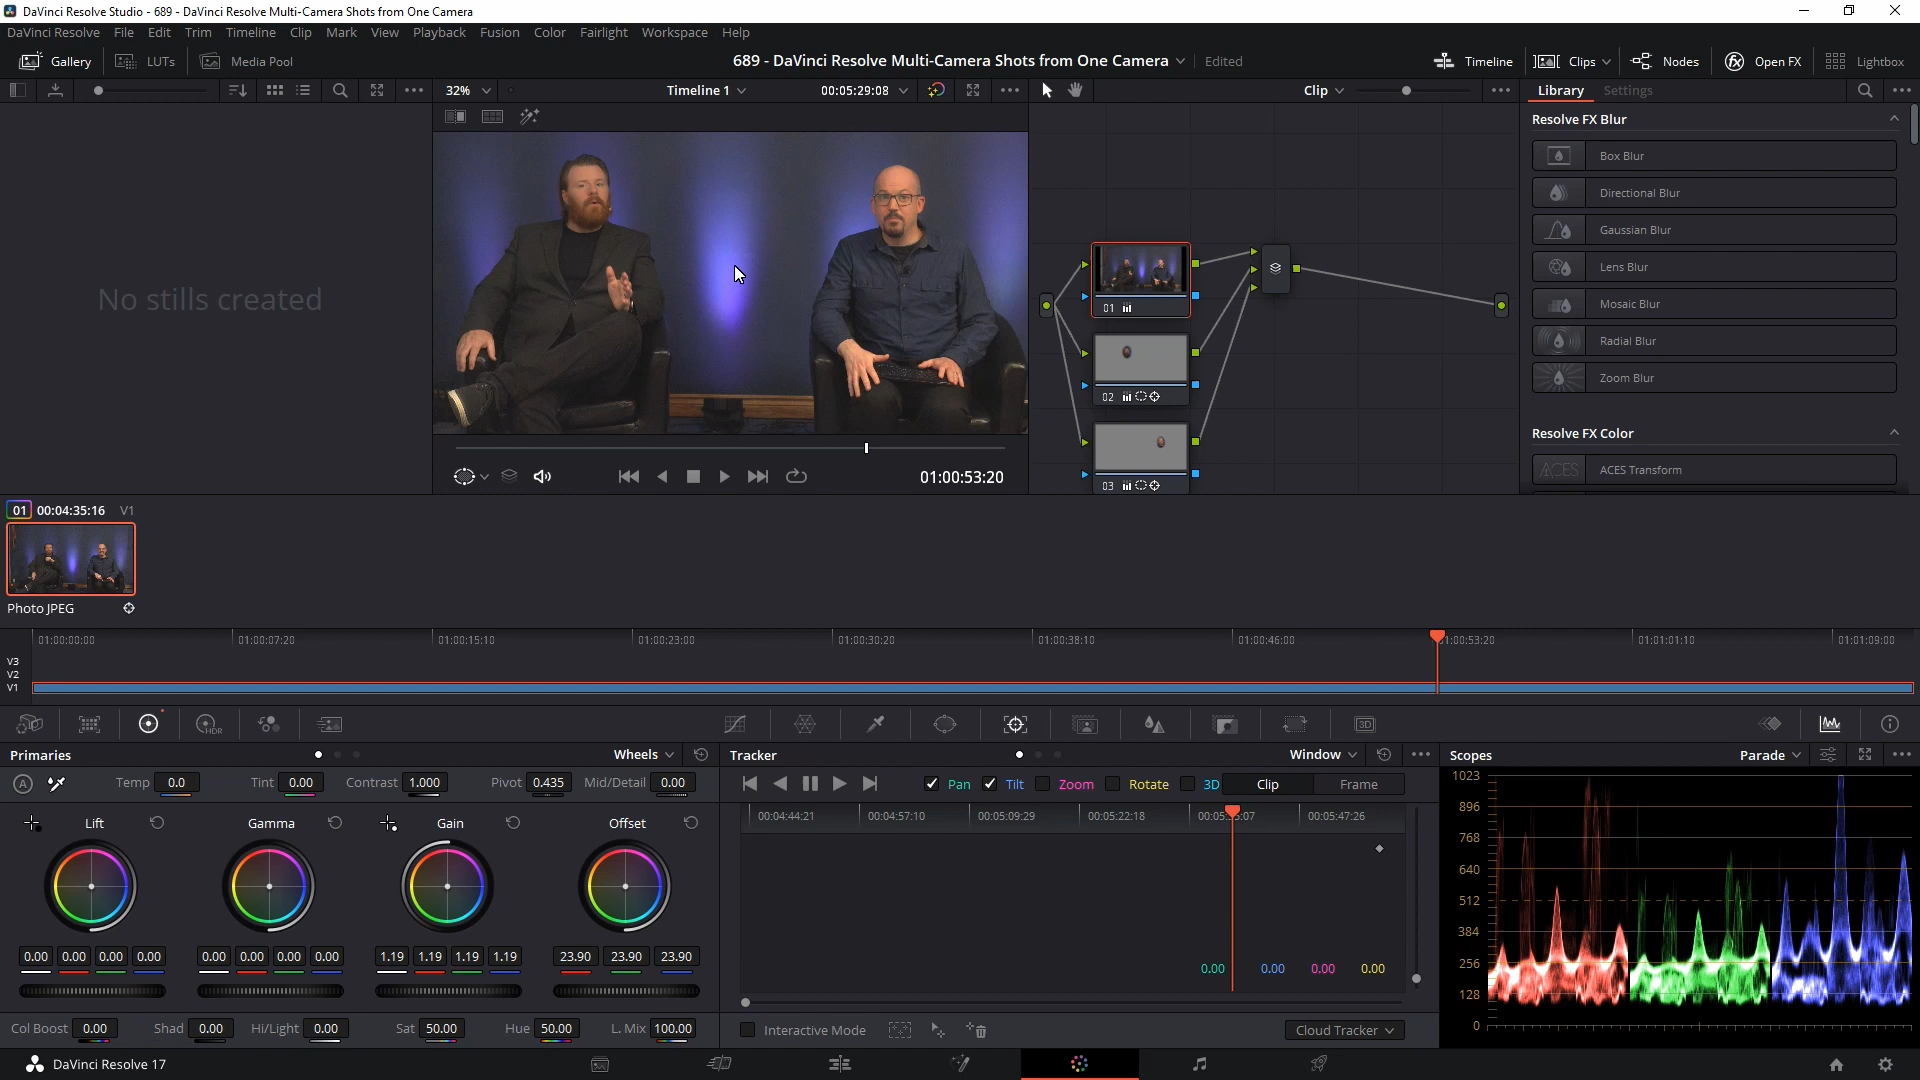 DaVinci Resolve Studio - 689 - DaVinci Resolve Multi-Camera Shots from One Camera
DaVinci Resolve File Edit Trim Timeline Clip Mark View Playback Fusion Color Fairlight Workspace Help
Gallery LUTs Media Pool 689 - DaVinci Resolve Multi-Camera Shots from One Camera Edited Timeline Clips Nodes Open FX Lightbox
32% Timeline 1 00:05:29:08 Clip Library Settings
Resolve FX Blur
Box Blur
Directional Blur
Gaussian Blur
Lens Blur
Mosaic Blur
Radial Blur
Zoom Blur
Resolve FX Color
ACES ACES Transform
No stills created
01
02
03
01:00:53:20
01 00:04:35:16 V1
Photo JPEG
01:00:00:00 01:00:07:20 01:00:15:10 01:00:23:00 01:00:30:20 01:00:38:10 01:00:46:00 01:00:53:20 01:01:01:10 01:01:09:00
V3
V2
V1
HDR 3D
Primaries Wheels Tracker Window Scopes Parade
A Temp 0.0 Tint 0.00 Contrast 1.000 Pivot 0.435 Mid/Detail 0.00
Pan Tilt Zoom Rotate 3D Clip Frame
Lift Gamma Gain Offset
00:04:44:21 00:04:57:10 00:05:09:29 00:05:22:18 00:05:47:26
0.00 0.00 0.00 0.00 0.00 0.00 0.00 0.00 1.19 1.19 1.19 1.19 23.90 23.90 23.90
0.00 0.00 0.00 0.00
1023
896
768
640
512
384
256
128
0
Col Boost 0.00 Shad 0.00 Hi/Light 0.00 Sat 50.00 Hue 50.00 L. Mix 100.00
Interactive Mode Cloud Tracker
DaVinci Resolve 17